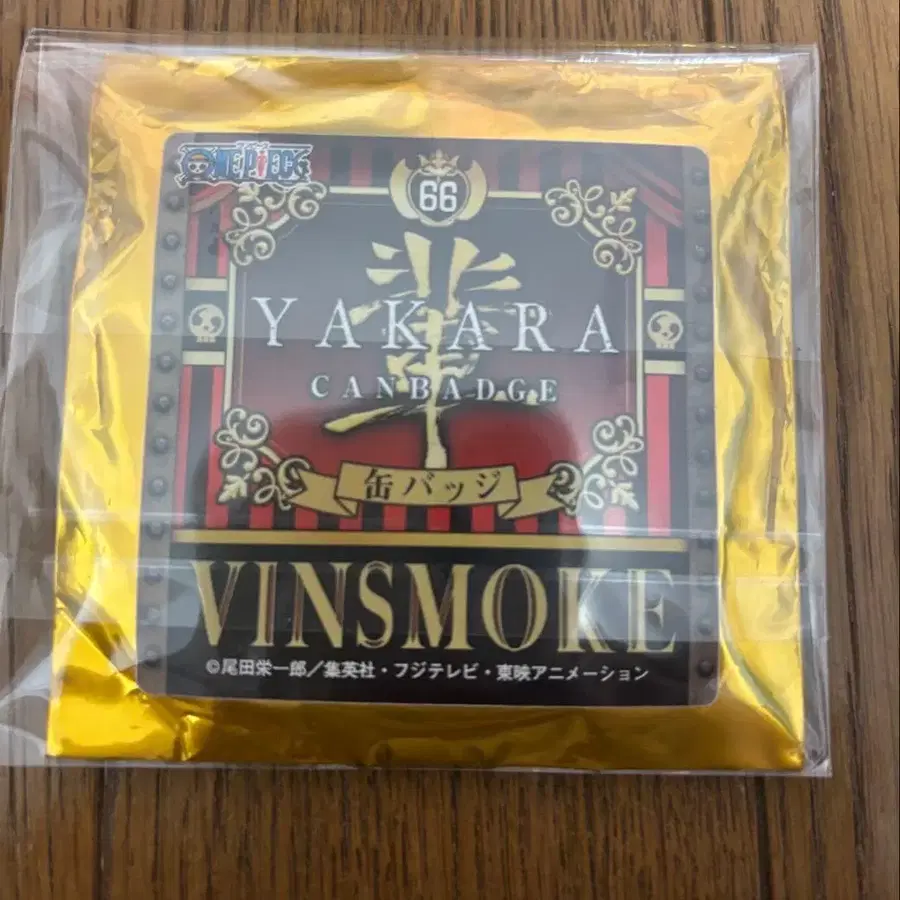 ONE PIECE
66
輩
YAKARA
CANBADGE
缶バッジ
VINSMOKE
©尾田栄一郎/集英社・フジテレビ・東映アニメーション